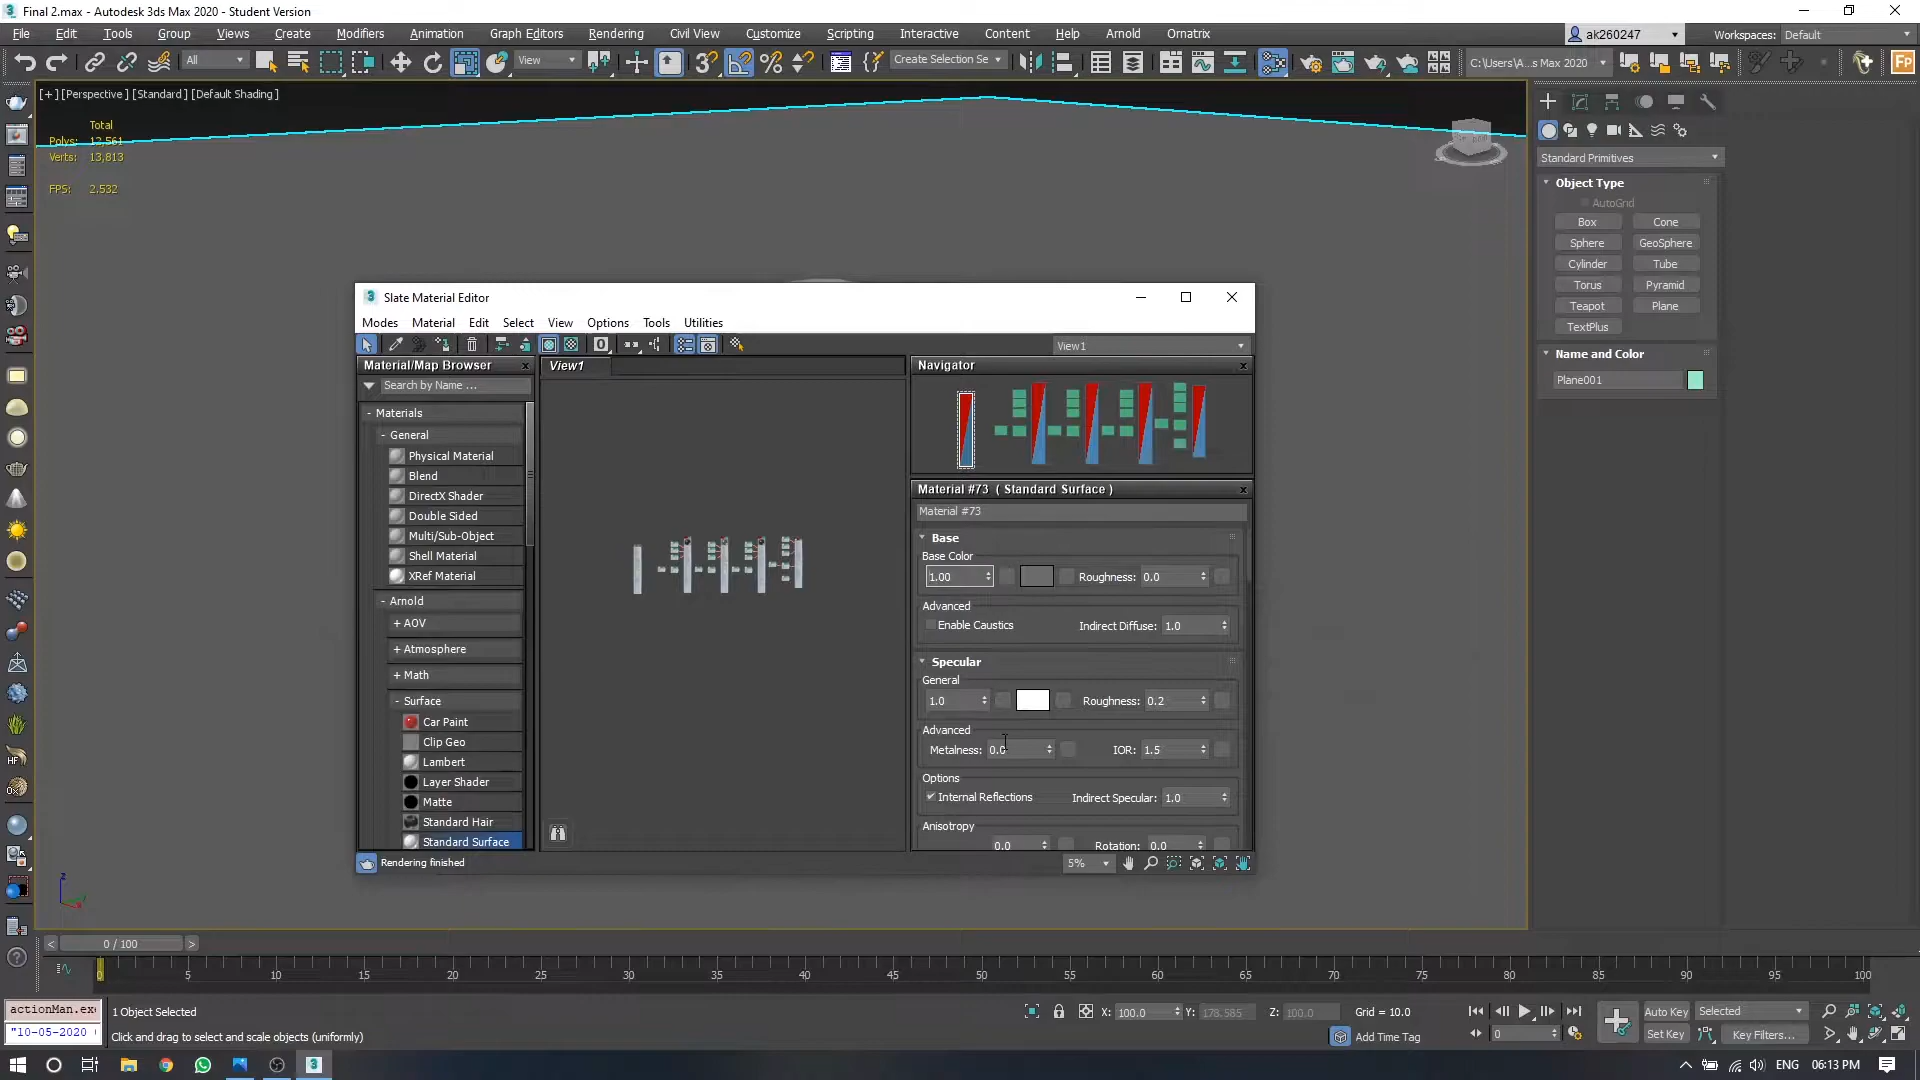 Final 2.max - Autodesk 3ds Max 2020 - Student Version
File Edit Tools Group Views Create Modifiers Animation Graph Editors Rendering Civil View Customize Scripting Interactive Content Help Arnold Ornatrix ak260247 Workspaces: Default
All View Create Selection Se C:\Users\A...s Max 2020
[+] [Perspective ] [Standard ] [Default Shading ]
Total
Polys: 12,561
Verts: 13,813
FPS: 2.532
Standard Primitives
Object Type
AutoGrid
Box Cone
Sphere GeoSphere
Cylinder Tube
Torus Pyramid
Teapot Plane
TextPlus
Name and Color
Plane001
Slate Material Editor
Modes Material Edit Select View Options Tools Utilities
View1
Material/Map Browser
Search by Name ...
- Materials
- General
Physical Material
Blend
DirectX Shader
Double Sided
Multi/Sub-Object
Shell Material
XRef Material
- Arnold
+ AOV
+ Atmosphere
+ Math
- Surface
Car Paint
Clip Geo
Lambert
Layer Shader
Matte
Standard Hair
Standard Surface
View1
Navigator
Material #73 ( Standard Surface )
Material #73
Base
Base Color
1.00 Roughness: 0.0
Advanced
Enable Caustics Indirect Diffuse: 1.0
Specular
General
1.0 Roughness: 0.2
Advanced
Metalness: 0.0 IOR: 1.5
Options
Internal Reflections Indirect Specular: 1.0
Anisotropy
0.0 Rotation: 0.0
Rendering finished
5%
z
0 / 100
0 5 10 15 20 25 30 35 40 45 50 55 60 65 70 75 80 85 90 95 100
actionMan.exe
"10-05-2020
1 Object Selected
Click and drag to select and scale objects (uniformly)
X: 100.0 Y: 178.585 Z: 100.0 Grid = 10.0
Add Time Tag
0
Auto Key Selected
Set Key Key Filters...
ENG 06:13 PM